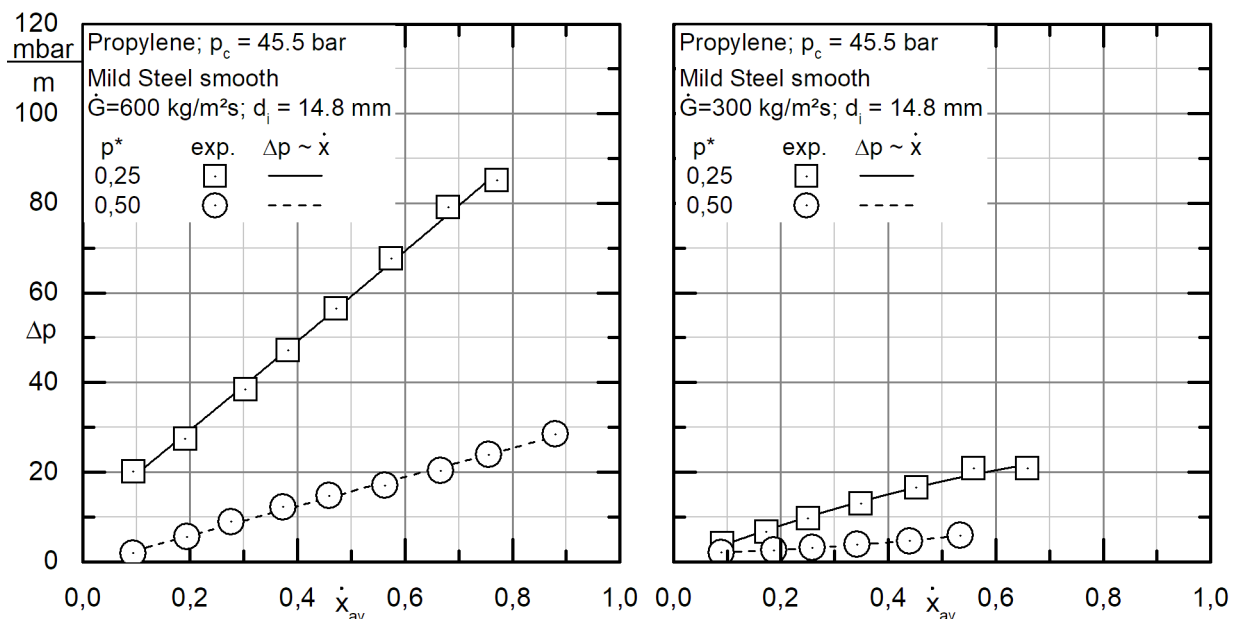 120
mbar
m
100
80
60
Δp
40
20
0
Propylene; p_c = 45.5 bar
Mild Steel smooth
Ġ=600 kg/m²s; d_i = 14.8 mm
p* exp. Δp ~ ẋ
0,25
0,50
0,0 0,2 0,4 ẋ_av 0,6 0,8 1,0
Propylene; p_c = 45.5 bar
Mild Steel smooth
Ġ=300 kg/m²s; d_i = 14.8 mm
p* exp. Δp ~ ẋ
0,25
0,50
0,0 0,2 0,4 ẋ_av 0,6 0,8 1,0